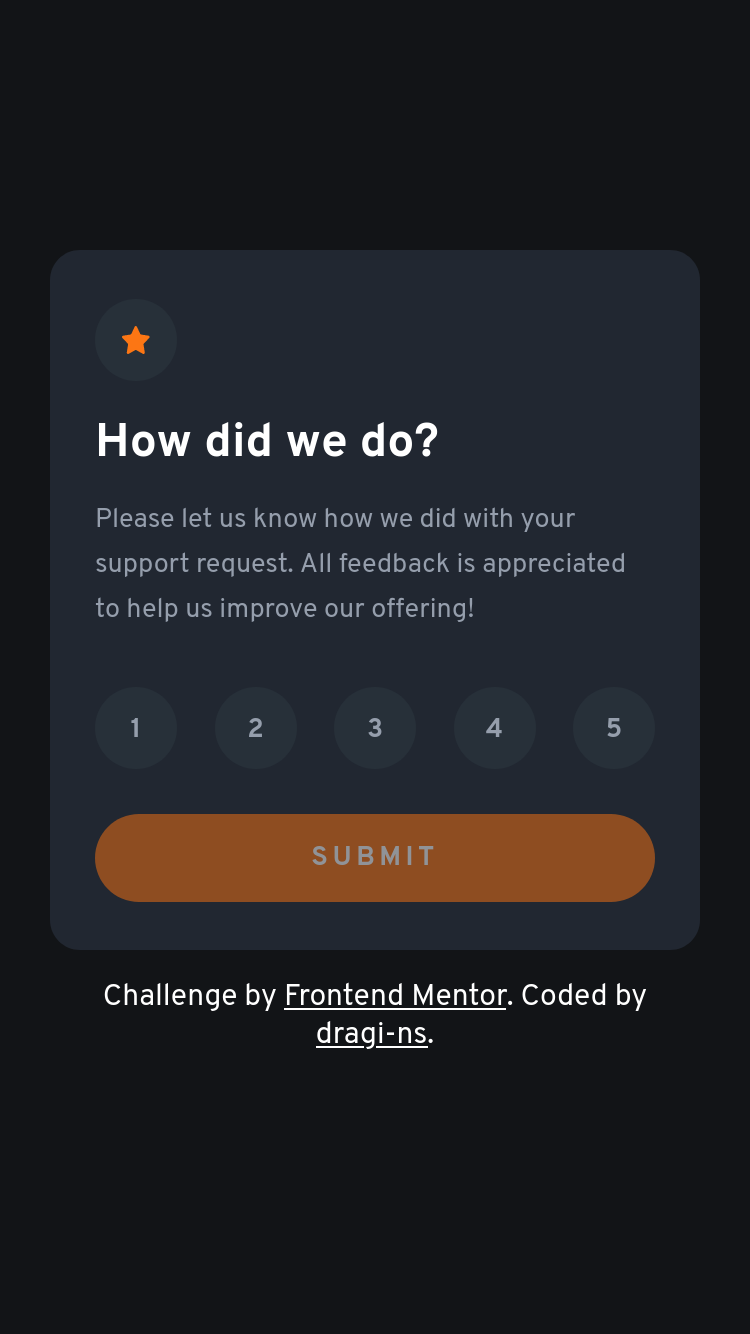 How did we do?
Please let us know how we did with your
support request. All feedback is appreciated
to help us improve our offering!
1 2 3 4 5
SUBMIT
Challenge by Frontend Mentor. Coded by
dragi-ns.